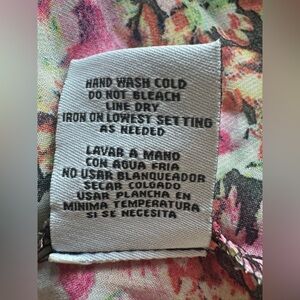 HAND WASH COLD
DO NOT BLEACH
LINE DRY
IRON ON LOWEST SETTING
AS NEEDED
LAVAR A MANO
CON AGUA FRIA
NO USAR BLANQUEADOR
SECAR COLGADO
USAR PLANCHA EN
MINIMA TEMPERATURA
SI SE NECESITA